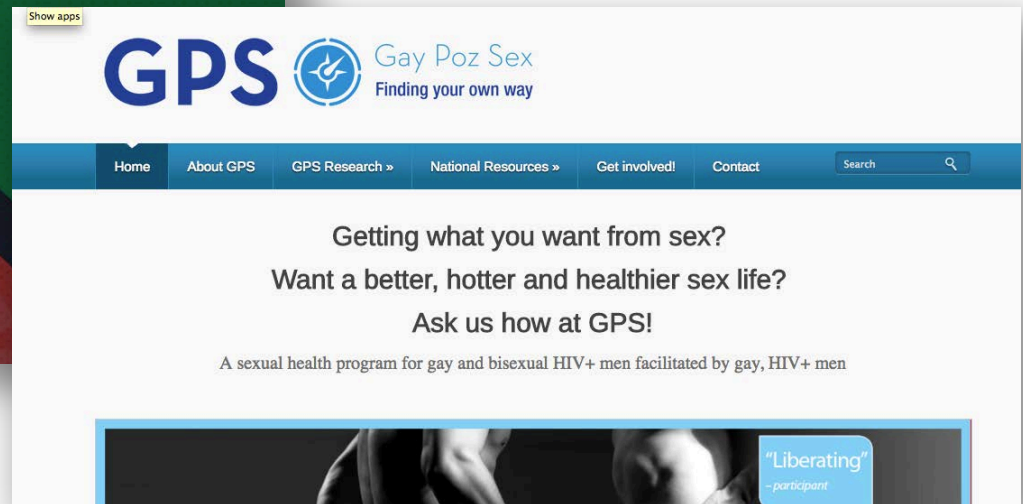 Show apps
GPS
Gay Poz Sex
Finding your own way
Home About GPS GPS Research » National Resources » Get involved! Contact Search
Getting what you want from sex?
Want a better, hotter and healthier sex life?
Ask us how at GPS!
A sexual health program for gay and bisexual HIV+ men facilitated by gay, HIV+ men
“Liberating”
– participant